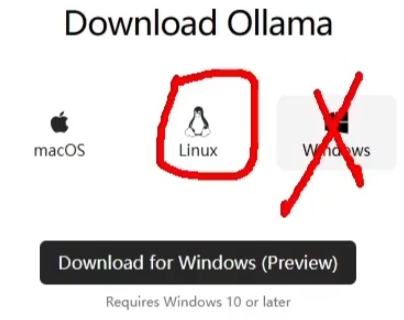 Download Ollama
macOS
Linux
Windows
Download for Windows (Preview)
Requires Windows 10 or later